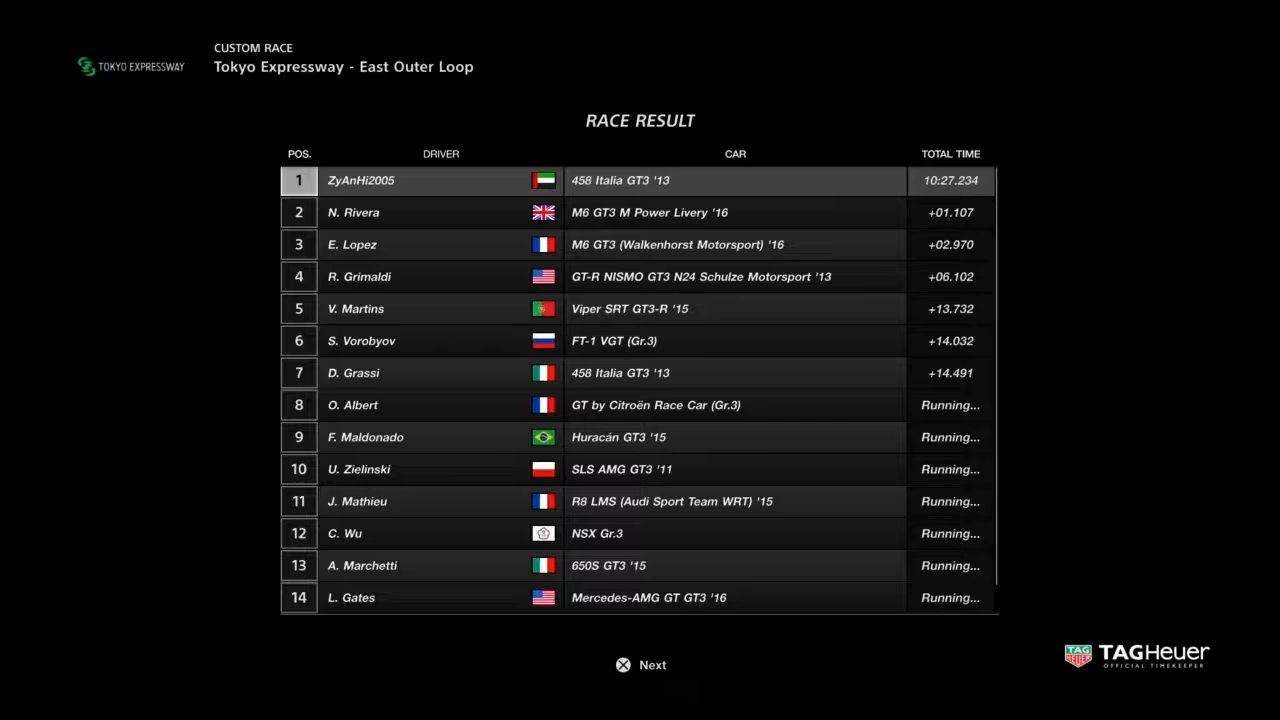 CUSTOM RACE
TOKYO EXPRESSWAY Tokyo Expressway - East Outer Loop
RACE RESULT
POS. DRIVER CAR TOTAL TIME
1 ZyAnHi2005 458 Italia GT3 '13 10:27.234
2 N. Rivera M6 GT3 M Power Livery '16 +01.107
3 E. Lopez M6 GT3 (Walkenhorst Motorsport) '16 +02.970
4 R. Grimaldi GT-R NISMO GT3 N24 Schulze Motorsport '13 +06.102
5 V. Martins Viper SRT GT3-R '15 +13.732
6 S. Vorobyov FT-1 VGT (Gr.3) +14.032
7 D. Grassi 458 Italia GT3 '13 +14.491
8 O. Albert GT by Citroën Race Car (Gr.3) Running...
9 F. Maldonado Huracán GT3 '15 Running...
10 U. Zielinski SLS AMG GT3 '11 Running...
11 J. Mathieu R8 LMS (Audi Sport Team WRT) '15 Running...
12 C. Wu NSX Gr.3 Running...
13 A. Marchetti 650S GT3 '15 Running...
14 L. Gates Mercedes-AMG GT GT3 '16 Running...
Next
TAG HEUER TAGHeuer
OFFICIAL TIMEKEEPER